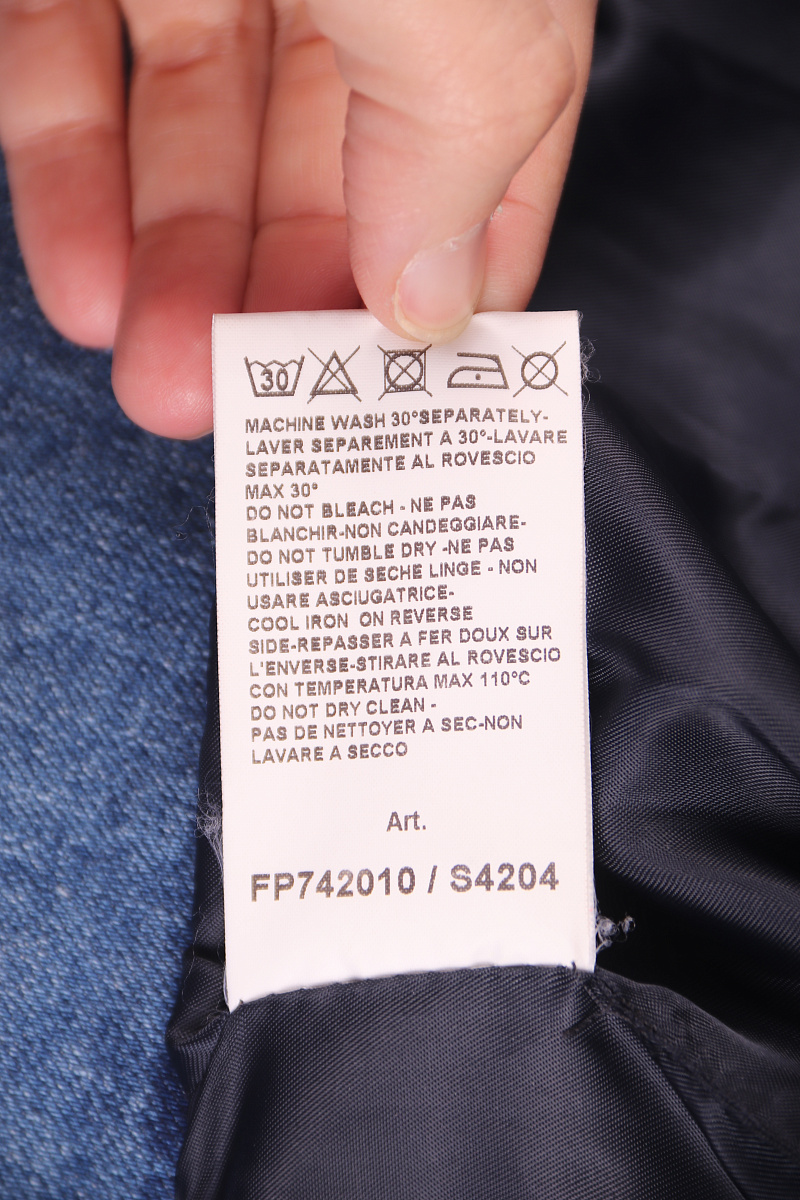 30
MACHINE WASH 30°SEPARATELY-
LAVER SEPAREMENT A 30°-LAVARE
SEPARATAMENTE AL ROVESCIO
MAX 30°
DO NOT BLEACH - NE PAS
BLANCHIR-NON CANDEGGIARE-
DO NOT TUMBLE DRY -NE PAS
UTILISER DE SECHE LINGE - NON
USARE ASCIUGATRICE-
COOL IRON ON REVERSE
SIDE-REPASSER A FER DOUX SUR
L'ENVERSE-STIRARE AL ROVESCIO
CON TEMPERATURA MAX 110°C
DO NOT DRY CLEAN -
PAS DE NETTOYER A SEC-NON
LAVARE A SECCO
Art.
FP742010 / S4204